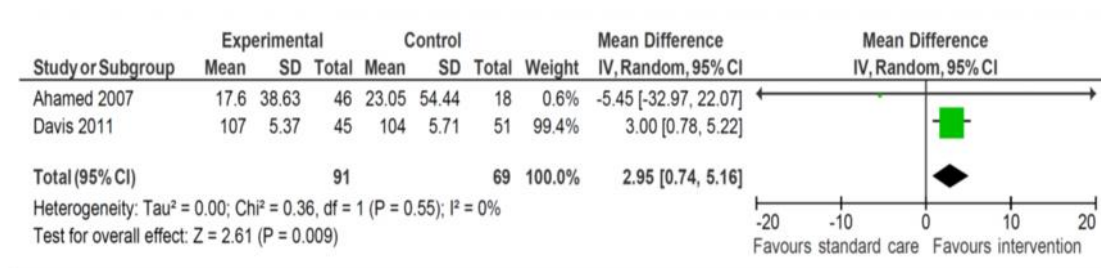 Experimental Control Mean Difference Mean Difference
Study or Subgroup Mean SD Total Mean SD Total Weight IV, Random, 95% CI IV, Random, 95% CI
Ahamed 2007 17.6 38.63 46 23.05 54.44 18 0.6% -5.45 [-32.97, 22.07]
Davis 2011 107 5.37 45 104 5.71 51 99.4% 3.00 [0.78, 5.22]
Total (95% CI) 91 69 100.0% 2.95 [0.74, 5.16]
Heterogeneity: Tau² = 0.00; Chi² = 0.36, df = 1 (P = 0.55); I² = 0%
Test for overall effect: Z = 2.61 (P = 0.009)
-20 -10 0 10 20
Favours standard care Favours intervention